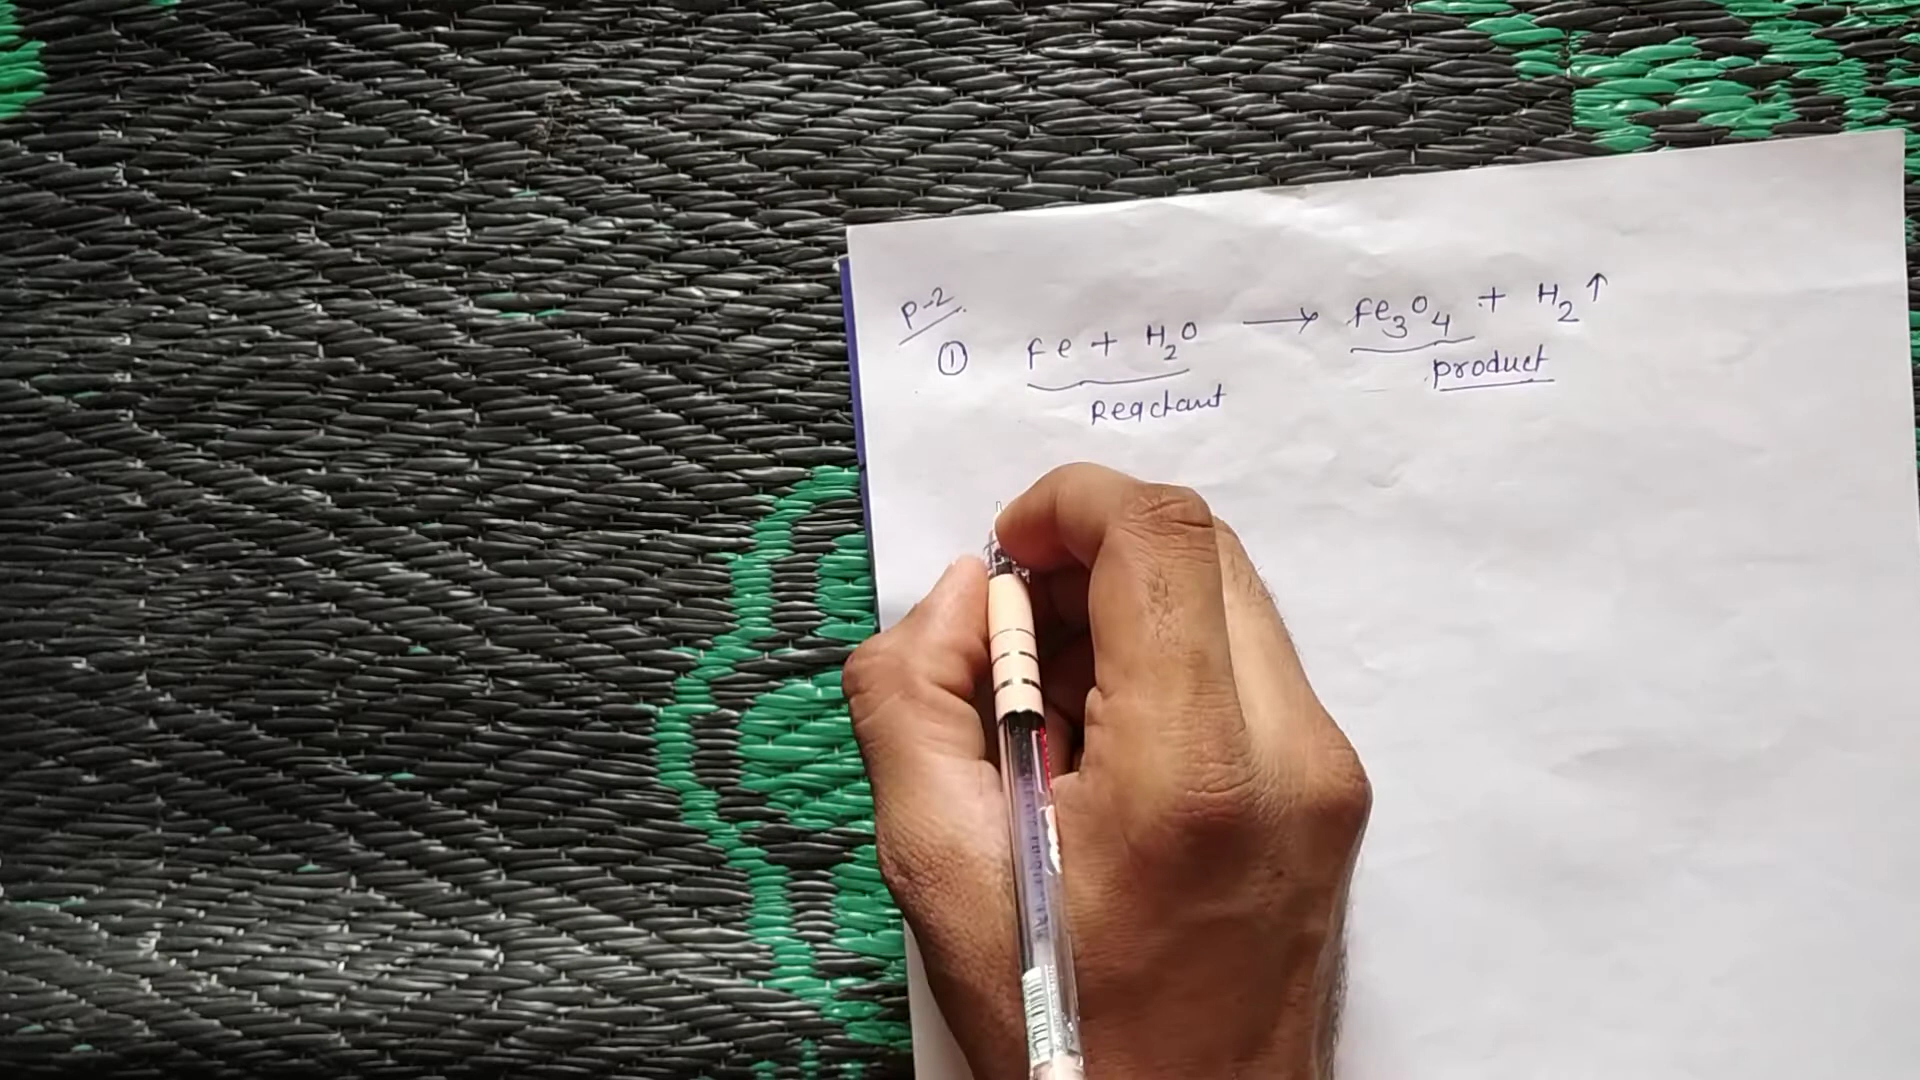 P-2
① Fe + H₂O ⟶ Fe₃O₄ + H₂ ↑
Reactant product